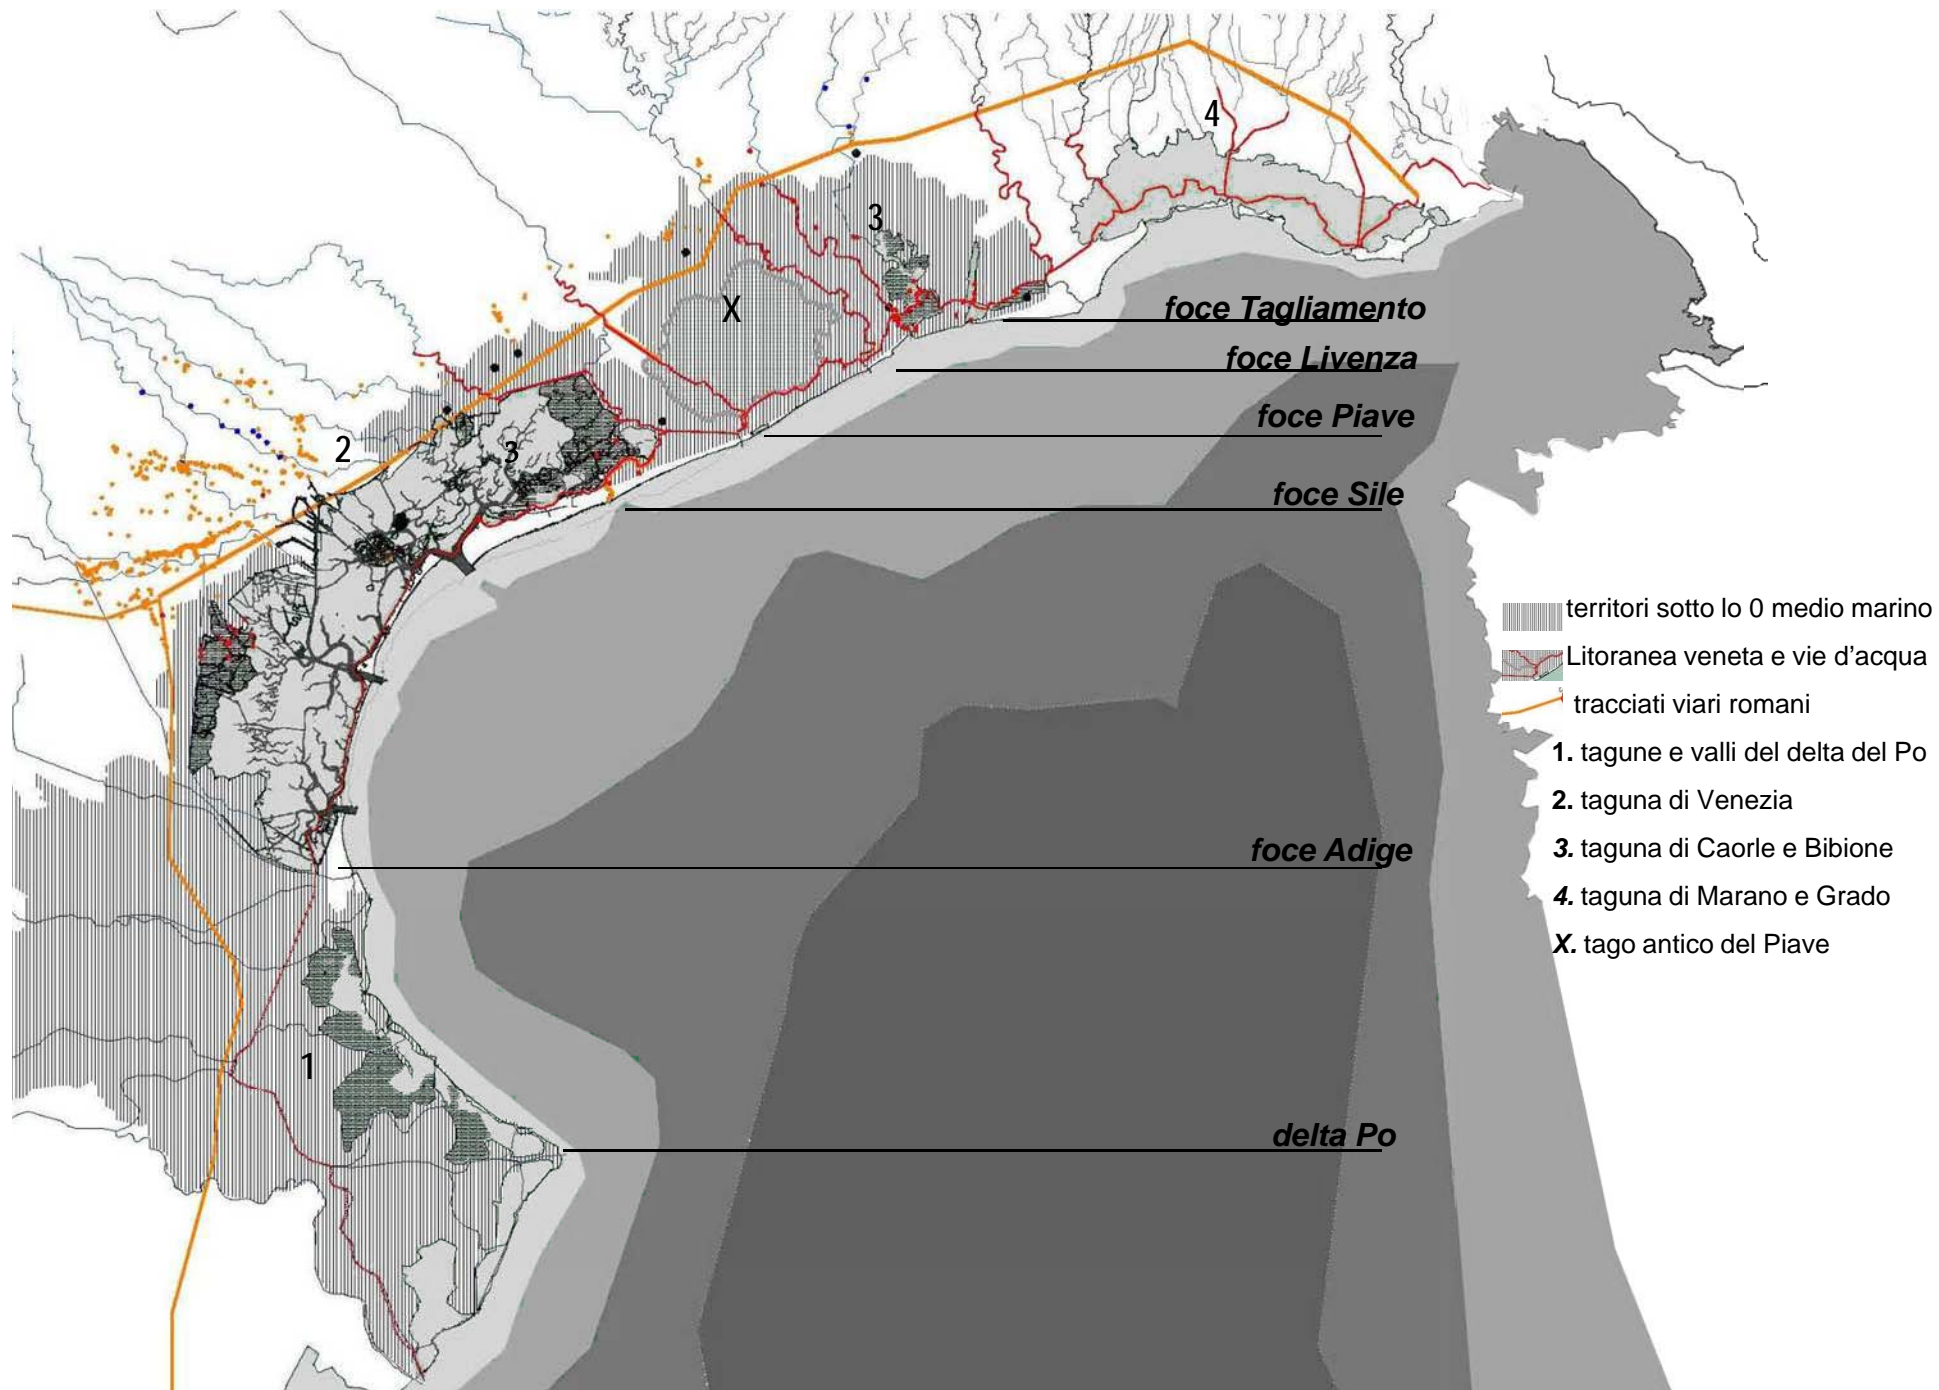 4
3
X
foce Tagliamento
foce Livenza
foce Piave
2
3
foce Sile
territori sotto lo 0 medio marino
Litoranea veneta e vie d'acqua
tracciati viari romani
1. tagune e valli del delta del Po
2. taguna di Venezia
3. taguna di Caorle e Bibione
4. taguna di Marano e Grado
X. tago antico del Piave
foce Adige
1
delta Po